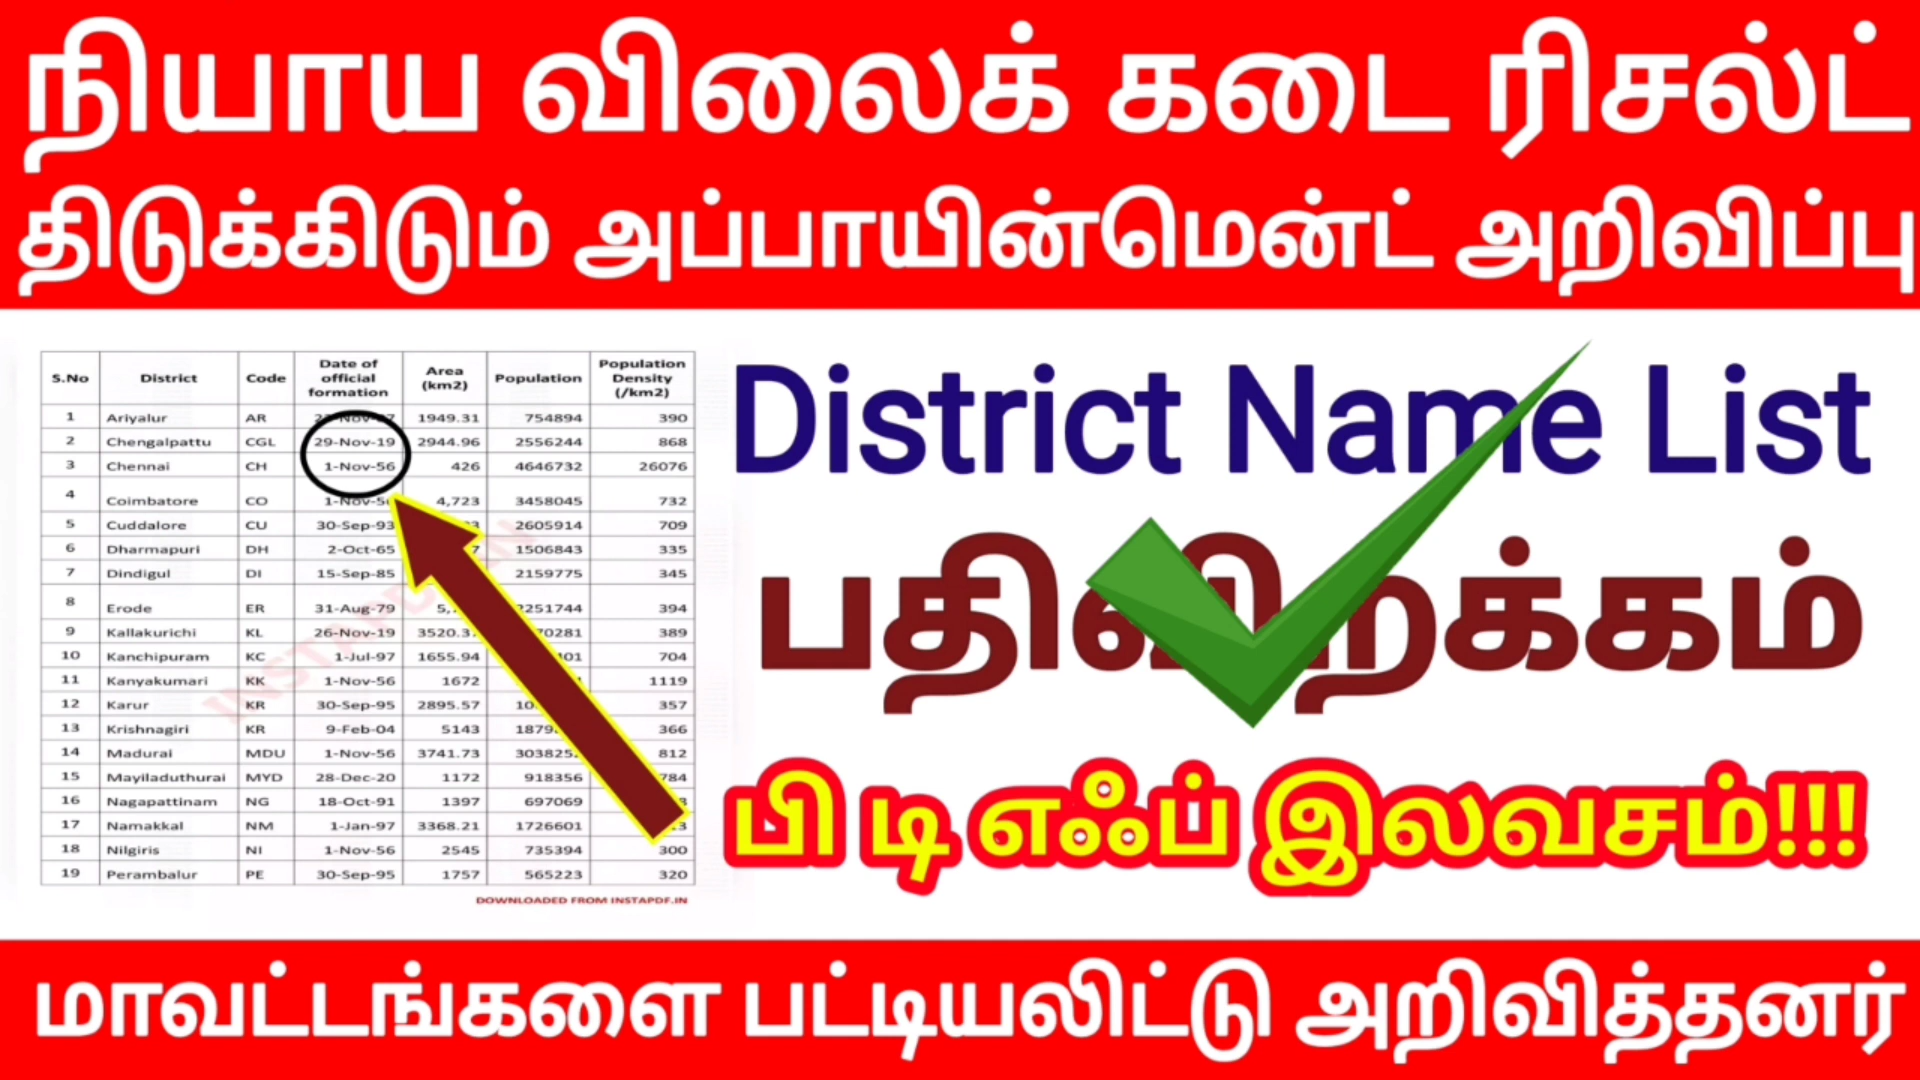 நியாய விலைக் கடை ரிசல்ட்
திடுக்கிடும் அப்பாயின்மென்ட் அறிவிப்பு
S.No District Code Date of official formation Area (km2) Population Population Density (/km2)
1 Ariyalur AR 1949.31 754894 390
2 Chengalpattu CGL 29-Nov-19 2944.96 2556244 868
3 Chennai CH 1-Nov-56 426 4646732 26076
4 Coimbatore CO 4,723 3458045 732
5 Cuddalore CU 30-Sep-93 2605914 709
6 Dharmapuri DH 2-Oct-65 1506843 335
7 Dindigul DI 15-Sep-85 2159775 345
8 Erode ER 31-Aug-79 2251744 394
9 Kallakurichi KL 26-Nov-19 389
10 Kanchipuram KC 1-Jul-97 1655.94 704
11 Kanyakumari KK 1-Nov-56 1672 1119
12 Karur KR 30-Sep-95 2895.57 357
13 Krishnagiri KR 9-Feb-04 5143 366
14 Madurai MDU 1-Nov-56 3741.73 812
15 Mayiladuthurai MYD 28-Dec-20 1172 918356 784
16 Nagapattinam NG 18-Oct-91 1397 697069
17 Namakkal NM 1-Jan-97 3368.21 1726601
18 Nilgiris NI 1-Nov-56 2545 735394 300
19 Perambalur PE 30-Sep-95 1757 565223 320
DOWNLOADED FROM INSTAPDF.IN
District Name List
பதிவிறக்கம்
பி டி எஃப் இலவசம்!!!
மாவட்டங்களை பட்டியலிட்டு அறிவித்தனர்